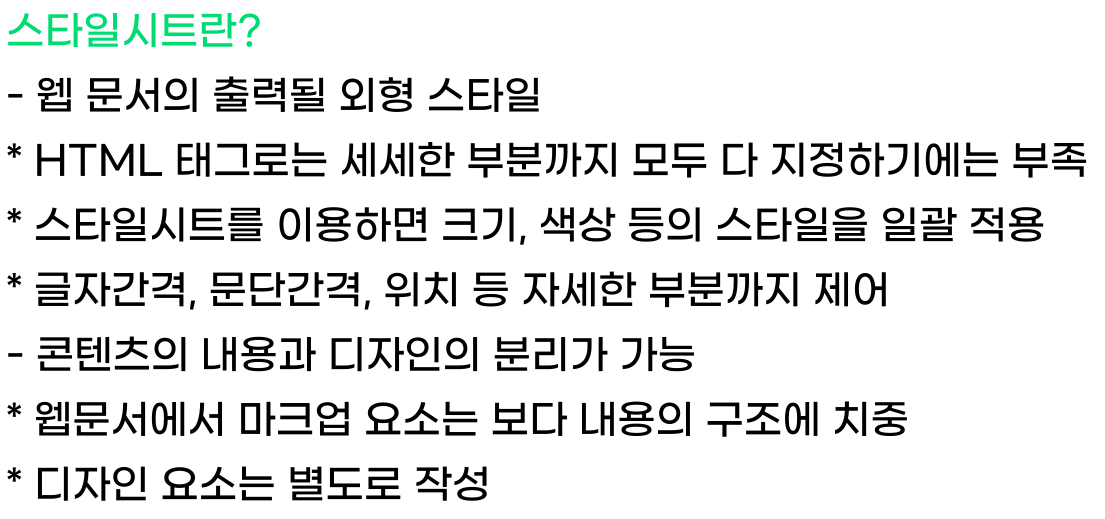 스타일시트란?
- 웹 문서의 출력될 외형 스타일
* HTML 태그로는 세세한 부분까지 모두 다 지정하기에는 부족
* 스타일시트를 이용하면 크기, 색상 등의 스타일을 일괄 적용
* 글자간격, 문단간격, 위치 등 자세한 부분까지 제어
- 콘텐츠의 내용과 디자인의 분리가 가능
* 웹문서에서 마크업 요소는 보다 내용의 구조에 치중
* 디자인 요소는 별도로 작성